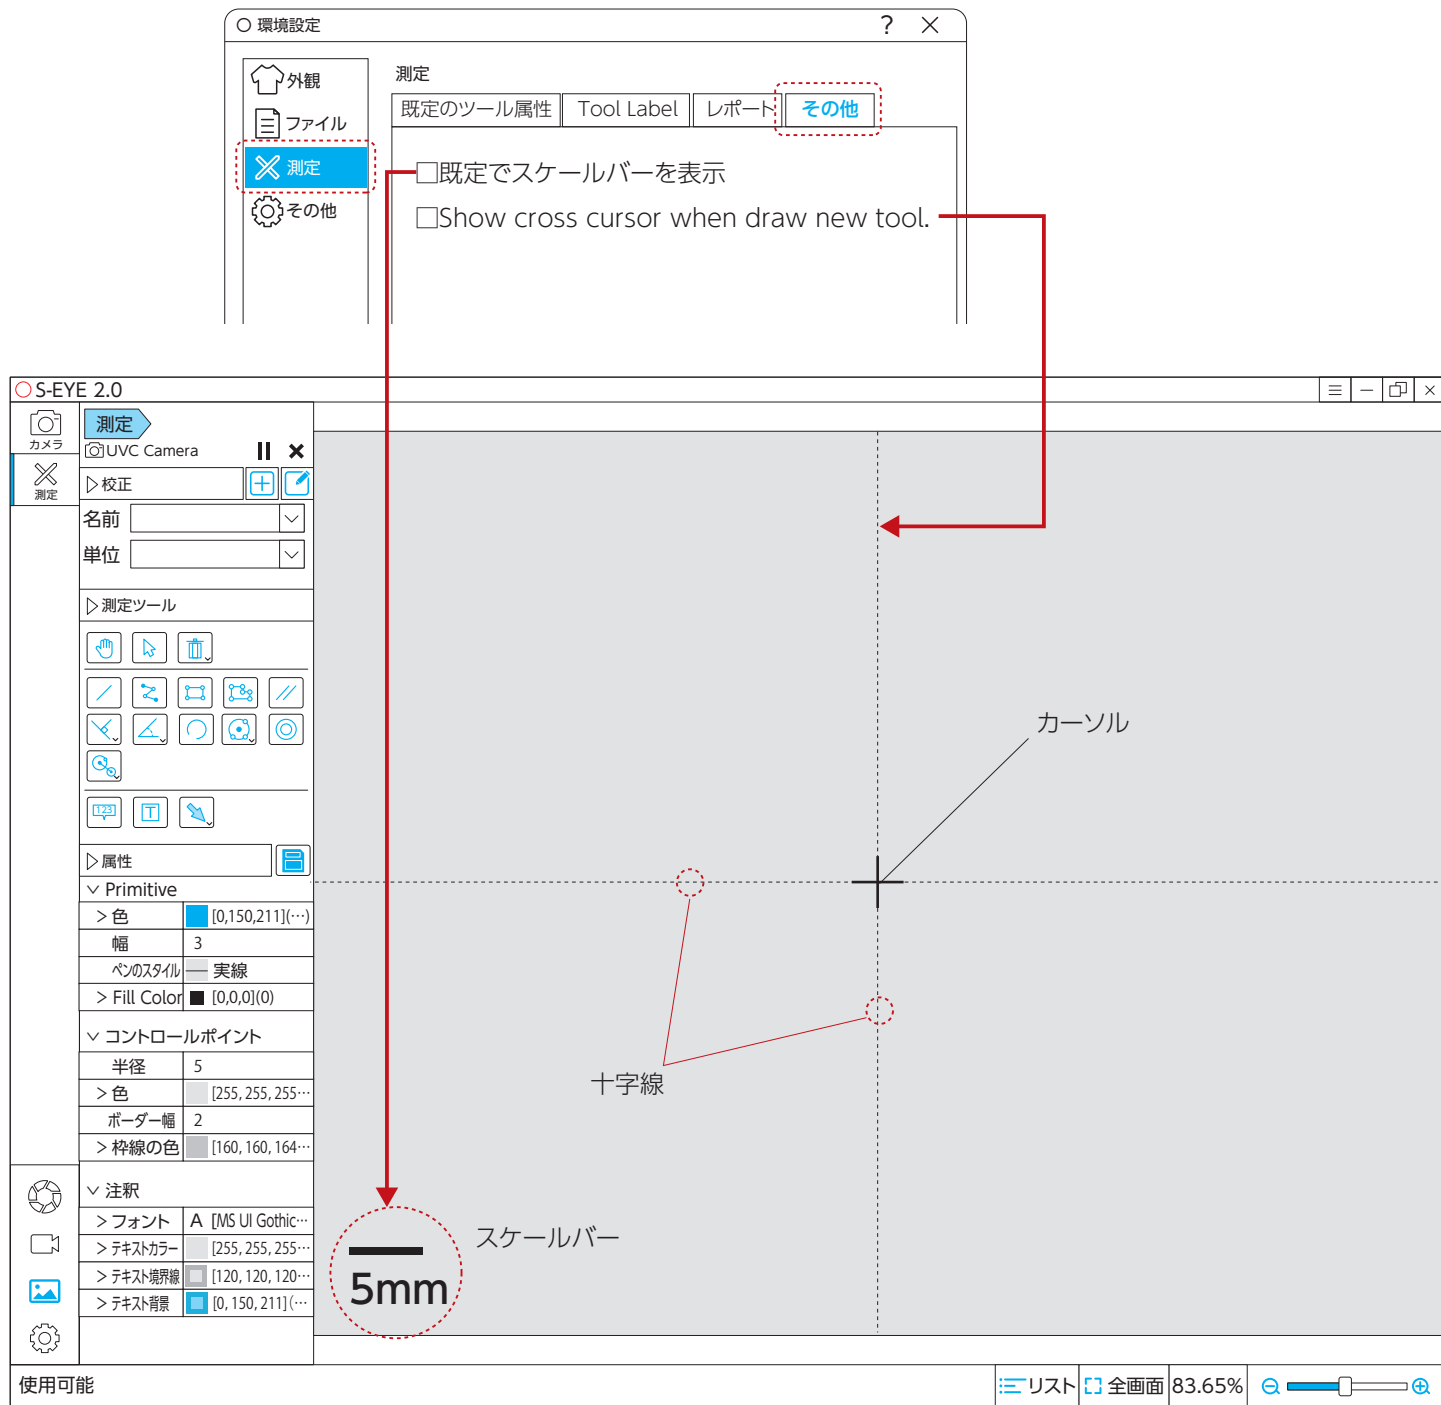 環境設定
?
外観
ファイル
測定
その他
測定
既定のツール属性
Tool Label
レポート
その他
□既定でスケールバーを表示
□Show cross cursor when draw new tool.
S-EYE 2.0
カメラ
測定
測定
UVC Camera
校正
名前
単位
測定ツール
123
T
属性
Primitive
> 色 [0,150,211](…)
幅 3
ペンのスタイル 実線
> Fill Color [0,0,0](0)
コントロールポイント
半径 5
> 色 [255, 255, 255…
ボーダー幅 2
> 枠線の色 [160, 160, 164…
注釈
> フォント A [MS UI Gothic…
> テキストカラー [255, 255, 255…
> テキスト境界線 [120, 120, 120…
> テキスト背景 [0, 150, 211](…
カーソル
十字線
スケールバー
5mm
使用可能
リスト
全画面
83.65%